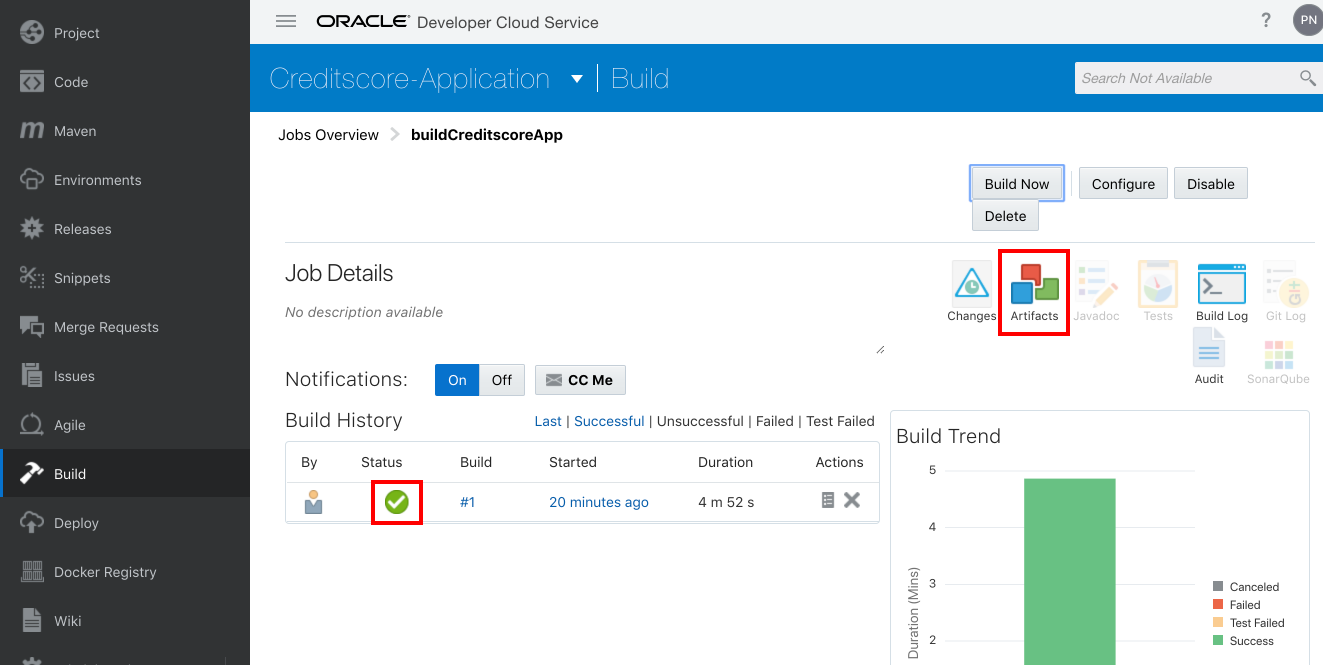 Project
Code
Maven
Environments
Releases
Snippets
Merge Requests
Issues
Agile
Build
Deploy
Docker Registry
Wiki
ORACLE® Developer Cloud Service
?
PN
Creditscore-Application
Build
Search Not Available
Jobs Overview
buildCreditscoreApp
Build Now
Configure
Disable
Delete
Job Details
No description available
Changes
Artifacts
Javadoc
Tests
Build Log
Git Log
Audit
SonarQube
Notifications:
On
Off
CC Me
Build History
Last | Successful | Unsuccessful | Failed | Test Failed
By Status Build Started Duration Actions
#1 20 minutes ago 4 m 52 s
Build Trend
5
4
3
2
Duration (Mins)
Canceled
Failed
Test Failed
Success